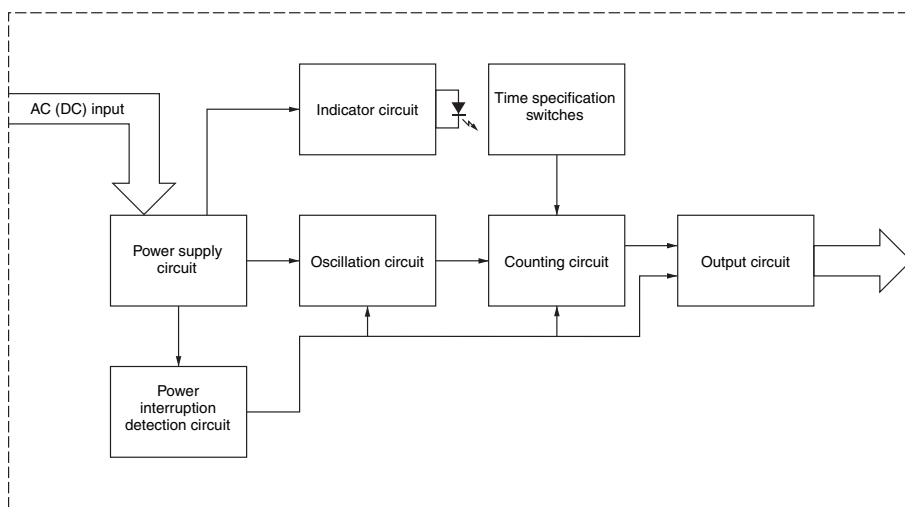 AC (DC) input
Indicator circuit
Time specification
switches
Power supply
circuit
Oscillation circuit
Counting circuit
Output circuit
Power
interruption
detection circuit